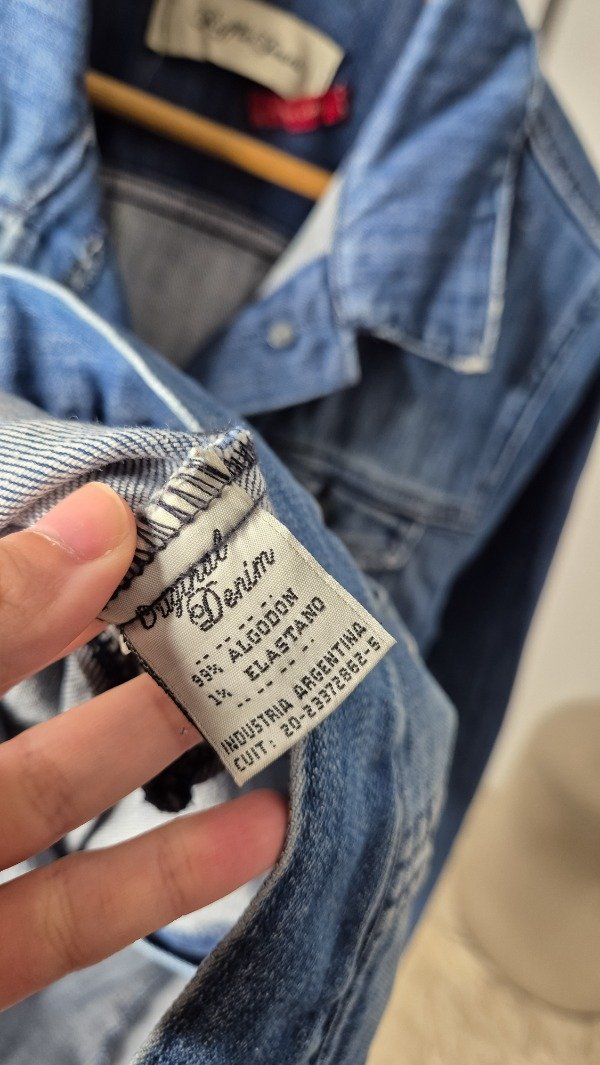 Original
Denim
99% ALGODON
1% ELASTANO
INDUSTRIA ARGENTINA
CUIT: 20-23372862-5